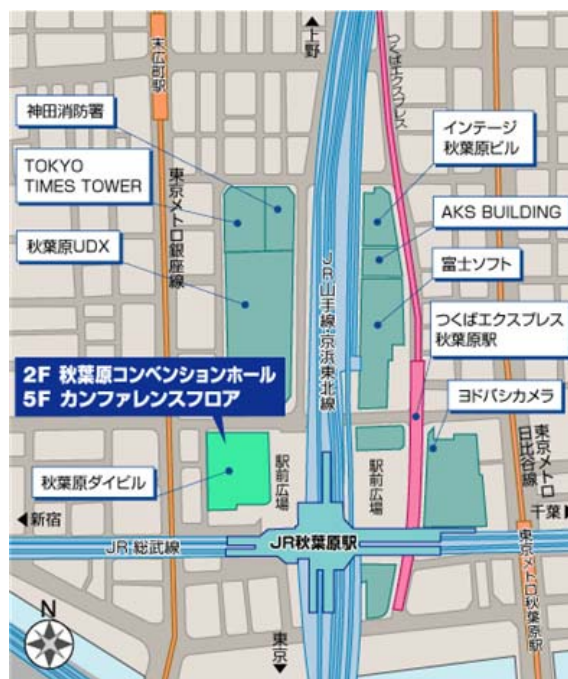 ▲
上野
末広町駅
つくばエクスプレス
神田消防署
インテージ
秋葉原ビル
TOKYO
TIMES TOWER
東京メトロ銀座線
AKS BUILDING
秋葉原UDX
富士ソフト
JR山手線・京浜東北線
つくばエクスプレス
秋葉原駅
2F 秋葉原コンベンションホール
5F カンファレンスフロア
ヨドバシカメラ
秋葉原ダイビル
駅前広場
駅前広場
東京メトロ
日比谷線
◀新宿
千葉▶
JR 総武線
JR秋葉原駅
東京メトロ秋葉原駅
N
東京
▼